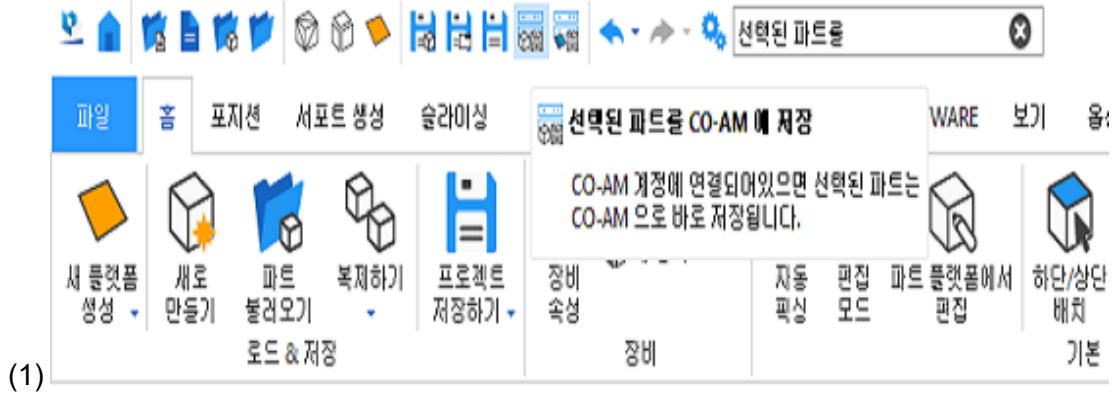 선택된 파트를
파일 홈 포지션 서포트 생성 슬라이싱 WARE 보기
선택된 파트를 CO-AM 에 저장
CO-AM 계정에 연결되어있으면 선택된 파트는
CO-AM 으로 바로 저장됩니다.
새 플랫폼 생성
새로 만들기
파트 불러오기
복제하기
프로젝트 저장하기
장비 속성
자동 픽싱
편집 모드
파트 플랫폼에서 편집
하단/상단 배치
로드 & 저장 장비 기본
(1)